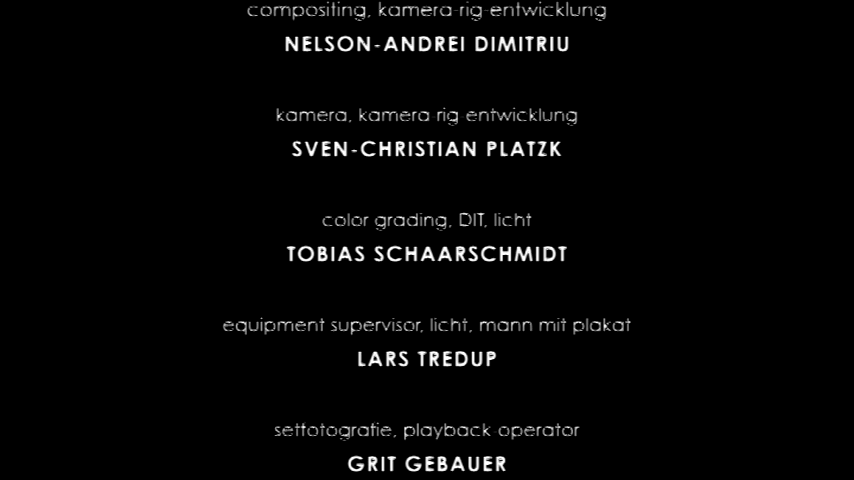 compositing, kamera-rig-entwicklung
NELSON-ANDREI DIMITRIU
kamera, kamera-rig-entwicklung
SVEN-CHRISTIAN PLATZK
color grading, DIT, licht
TOBIAS SCHAARSCHMIDT
equipment supervisor, licht, mann mit plakat
LARS TREDUP
setfotografie, playback-operator
GRIT GEBAUER